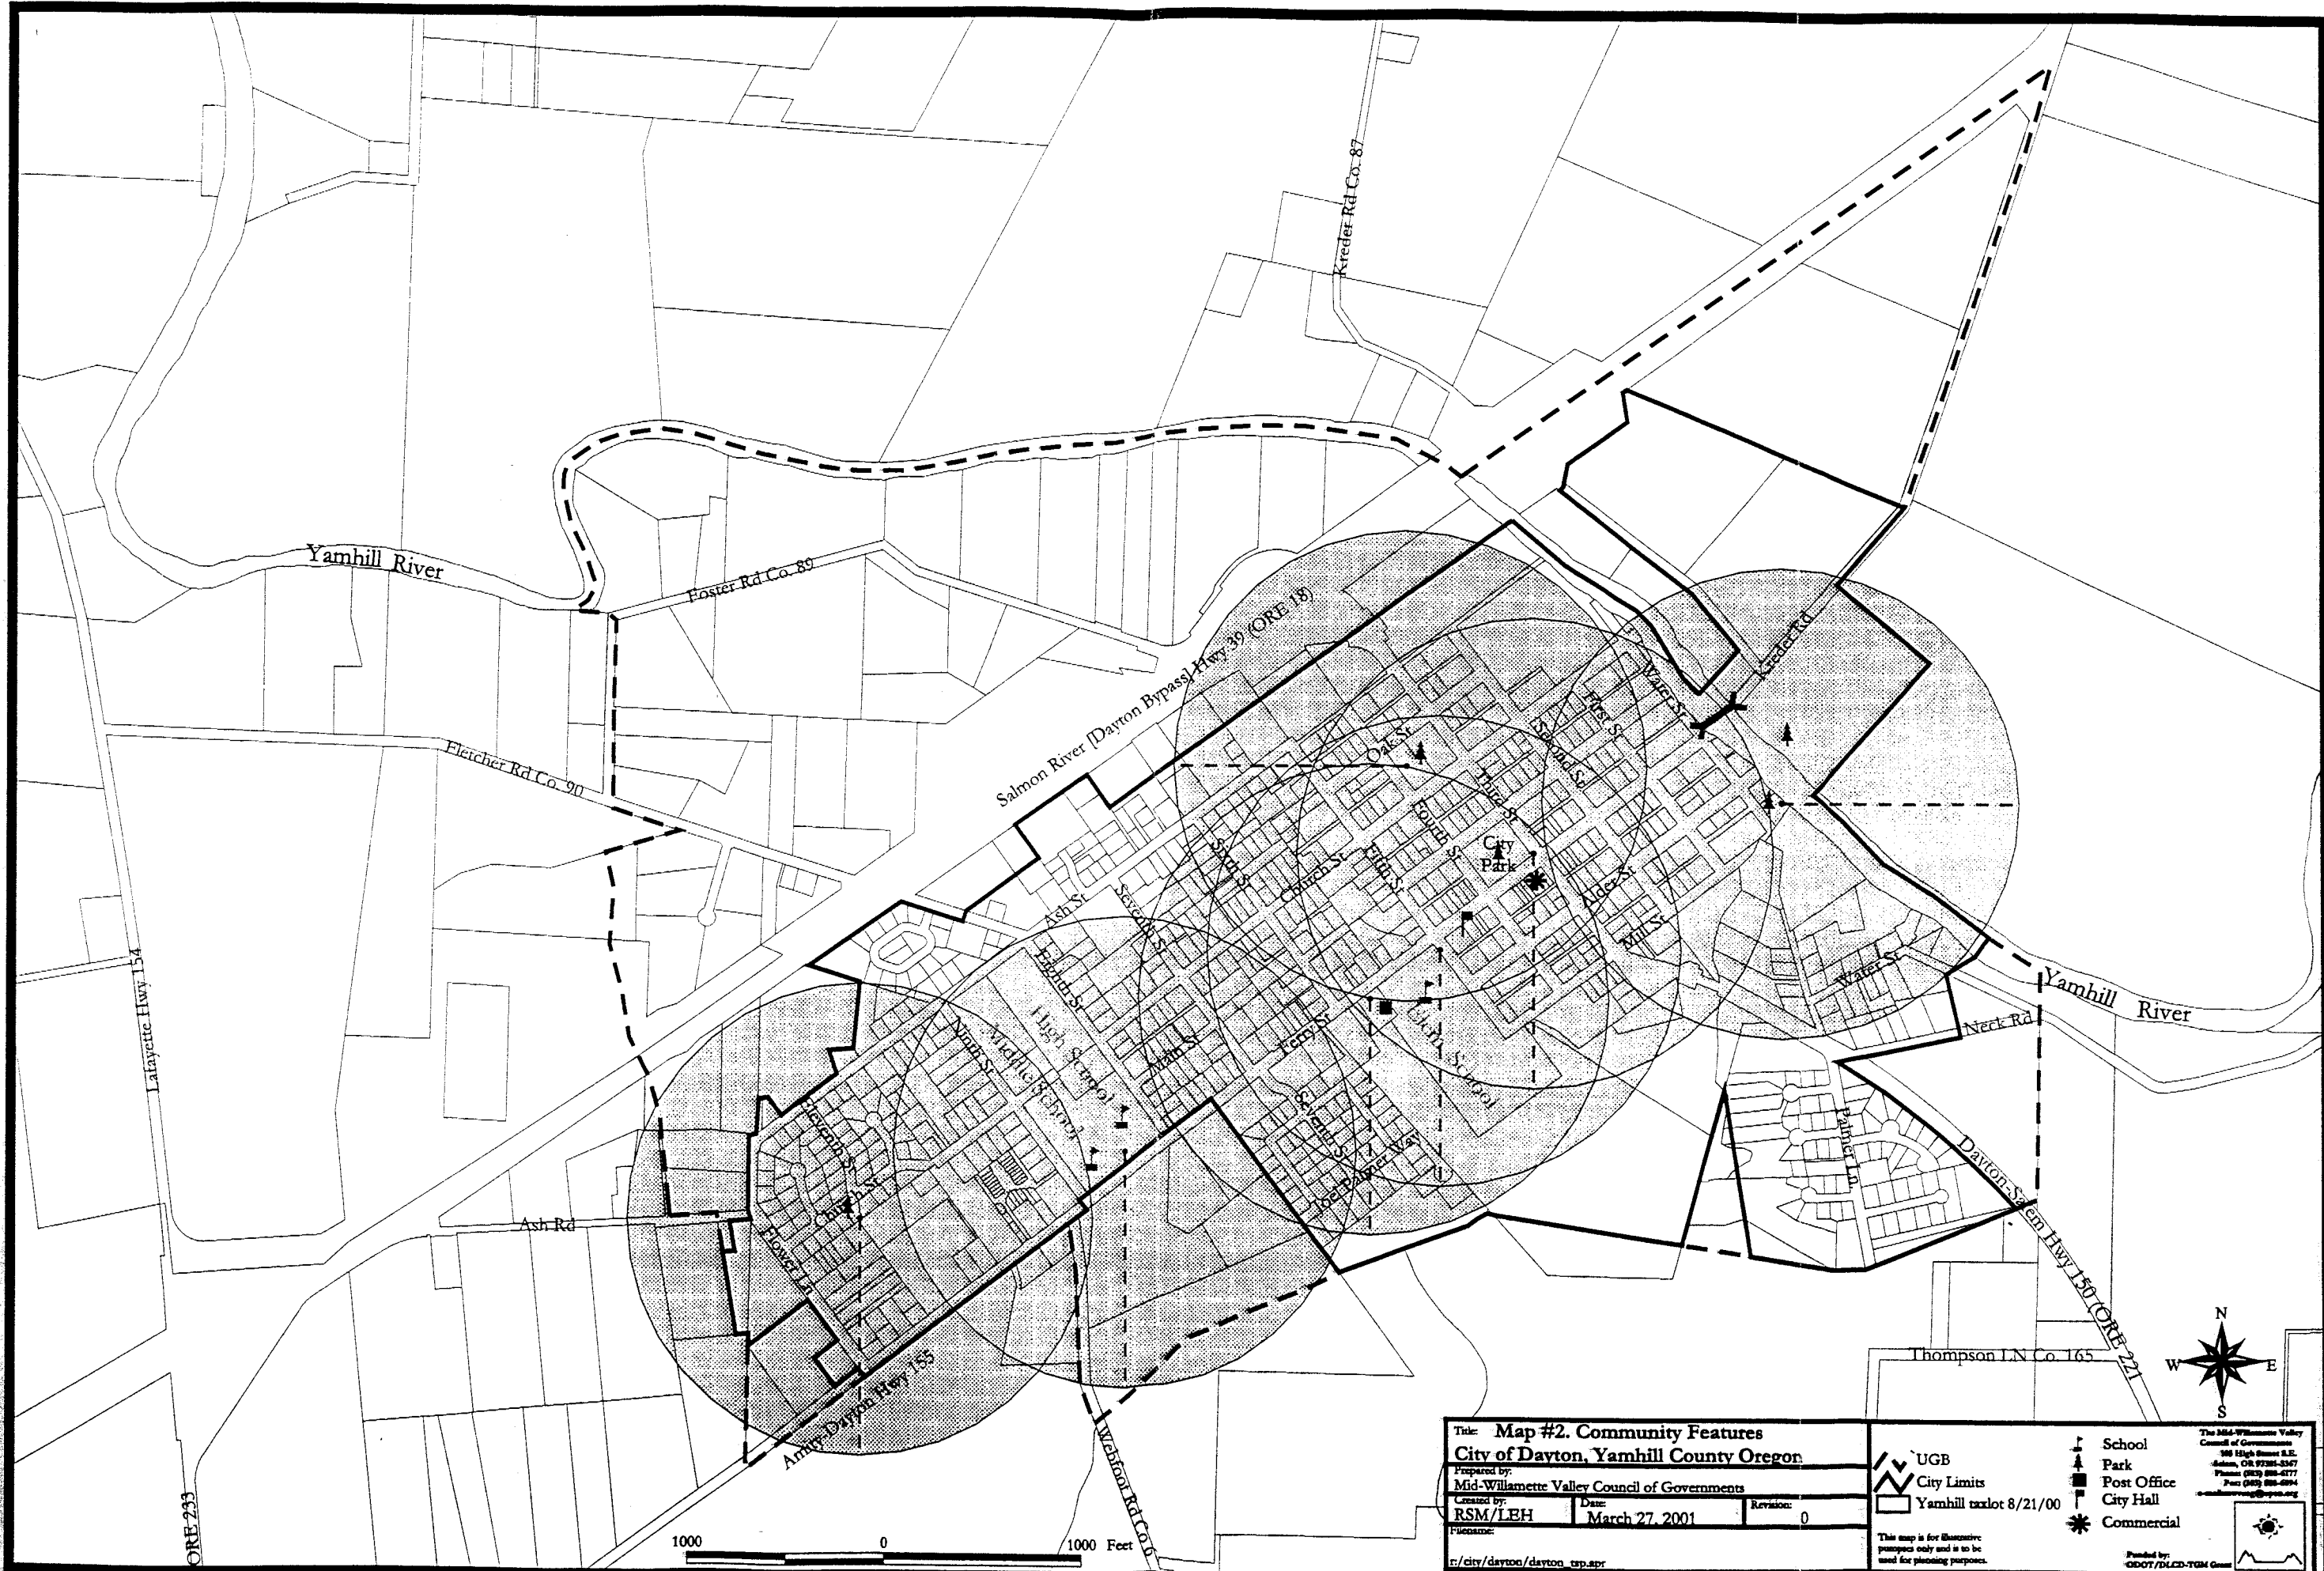 Kreder Rd Co. 87
Yamhill River
Foster Rd Co. 89
Salmon River [Dayton Bypass] Hwy 39 (ORE 18)
Kreder Rd
Water St
First St
Second St
Oak St
Third St
Fletcher Rd Co. 90
Fourth St
City
Park
Fifth St
Sixth St
Church St
Alder St
Mill St
Ash St
Seventh St
Lafayette Hwy 154
Eighth St
Water St
Yamhill River
Neck Rd
High School
Ninth St
Middle School
Main St
Ferry St
Elem School
Eleventh St
Church St
Seventh St
Joel Palmer Way
Palmer Ln
Dayton-Salem Hwy 150 (ORE 221)
Ash Rd
Flower Ln
Amity-Dayton Hwy 155
Webfoot Rd Co 6
Thompson LN Co. 165
ORE 233
N
W E
S
1000 0 1000 Feet
Title: Map #2. Community Features
City of Dayton, Yamhill County Oregon
Prepared by:
Mid-Willamette Valley Council of Governments
Created by: Date: Revision:
RSM/LEH March 27, 2001 0
Filename:
r:/city/dayton/dayton_tsp.apr
UGB
City Limits
Yamhill taxlot 8/21/00
This map is for illustrative
purposes only and is to be
used for planning purposes.
School
Park
Post Office
City Hall
Commercial
The Mid-Willamette Valley
Council of Governments
Funded by:
ODOT/DLCD-TGM Grant